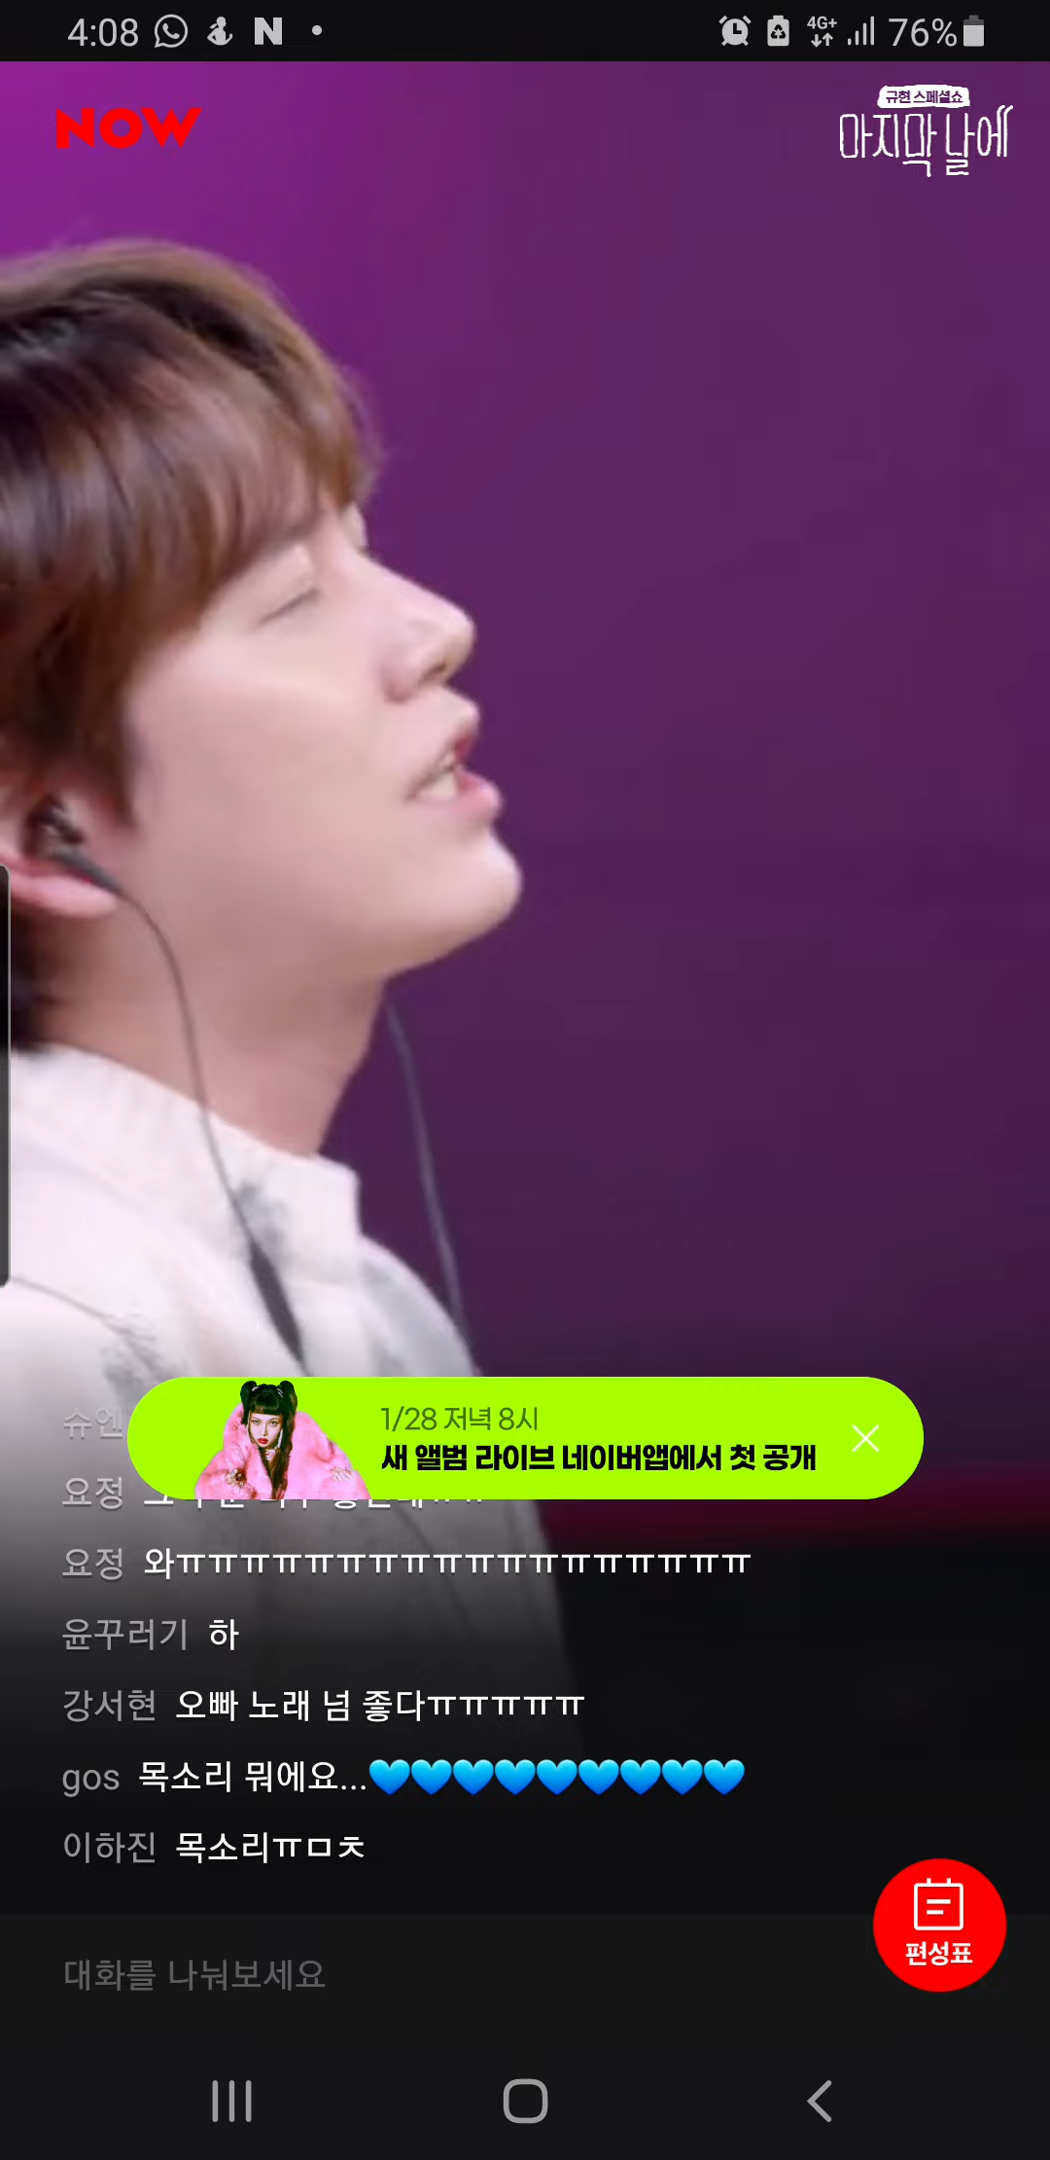 4:08 N 4G+ 76%
NOW
규현 스페셜쇼
마지막 날에
1/28 저녁 8시
새 앨범 라이브 네이버앱에서 첫 공개
슈엔
요정
요정 와ㅠㅠㅠㅠㅠㅠㅠㅠㅠㅠㅠㅠㅠㅠㅠㅠㅠㅠ
윤꾸러기 하
강서현 오빠 노래 넘 좋다ㅠㅠㅠㅠㅠ
gos 목소리 뭐에요...💙💙💙💙💙💙💙💙💙
이하진 목소리ㅠㅁㅊ
편성표
대화를 나눠보세요